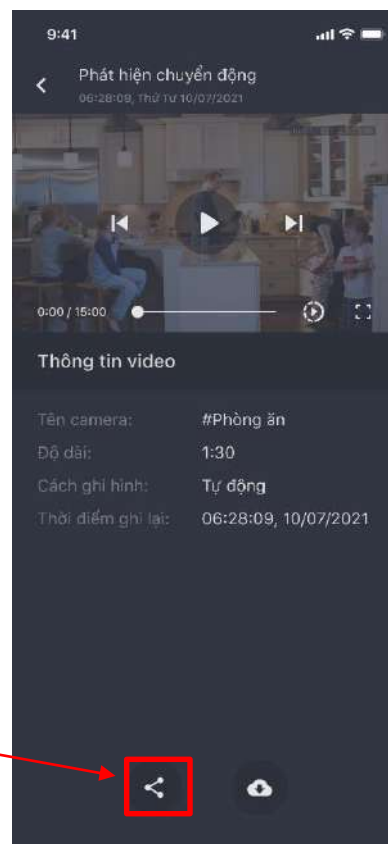 9:41
Phát hiện chuyển động
06:28:09, Thứ Tư 10/07/2021
0:00 / 15:00
Thông tin video
Tên camera: #Phòng ăn
Độ dài: 1:30
Cách ghi hình: Tự động
Thời điểm ghi lại: 06:28:09, 10/07/2021